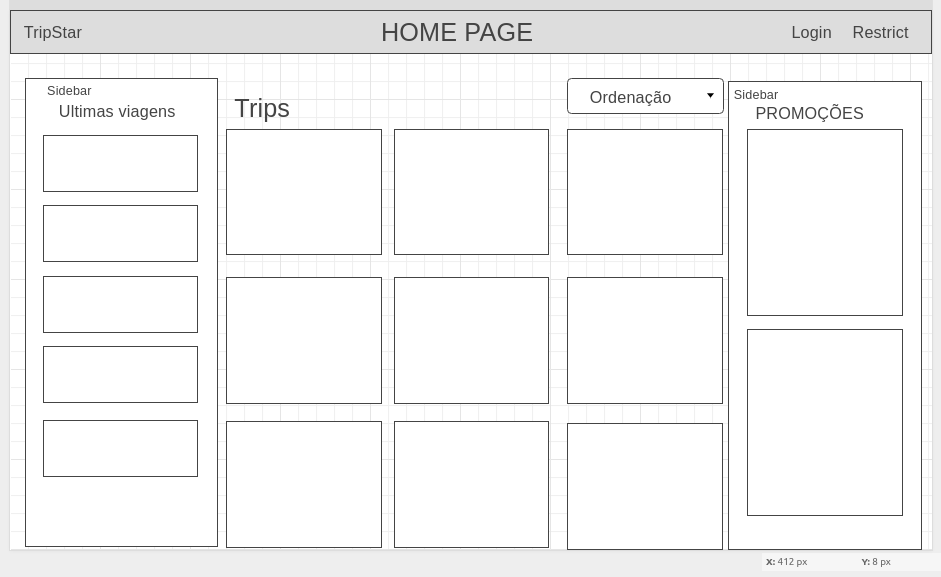 TripStar
HOME PAGE
Login
Restrict
Sidebar
Ultimas viagens
Trips
Ordenação
Sidebar
PROMOÇÕES
X: 412 px
Y: 8 px